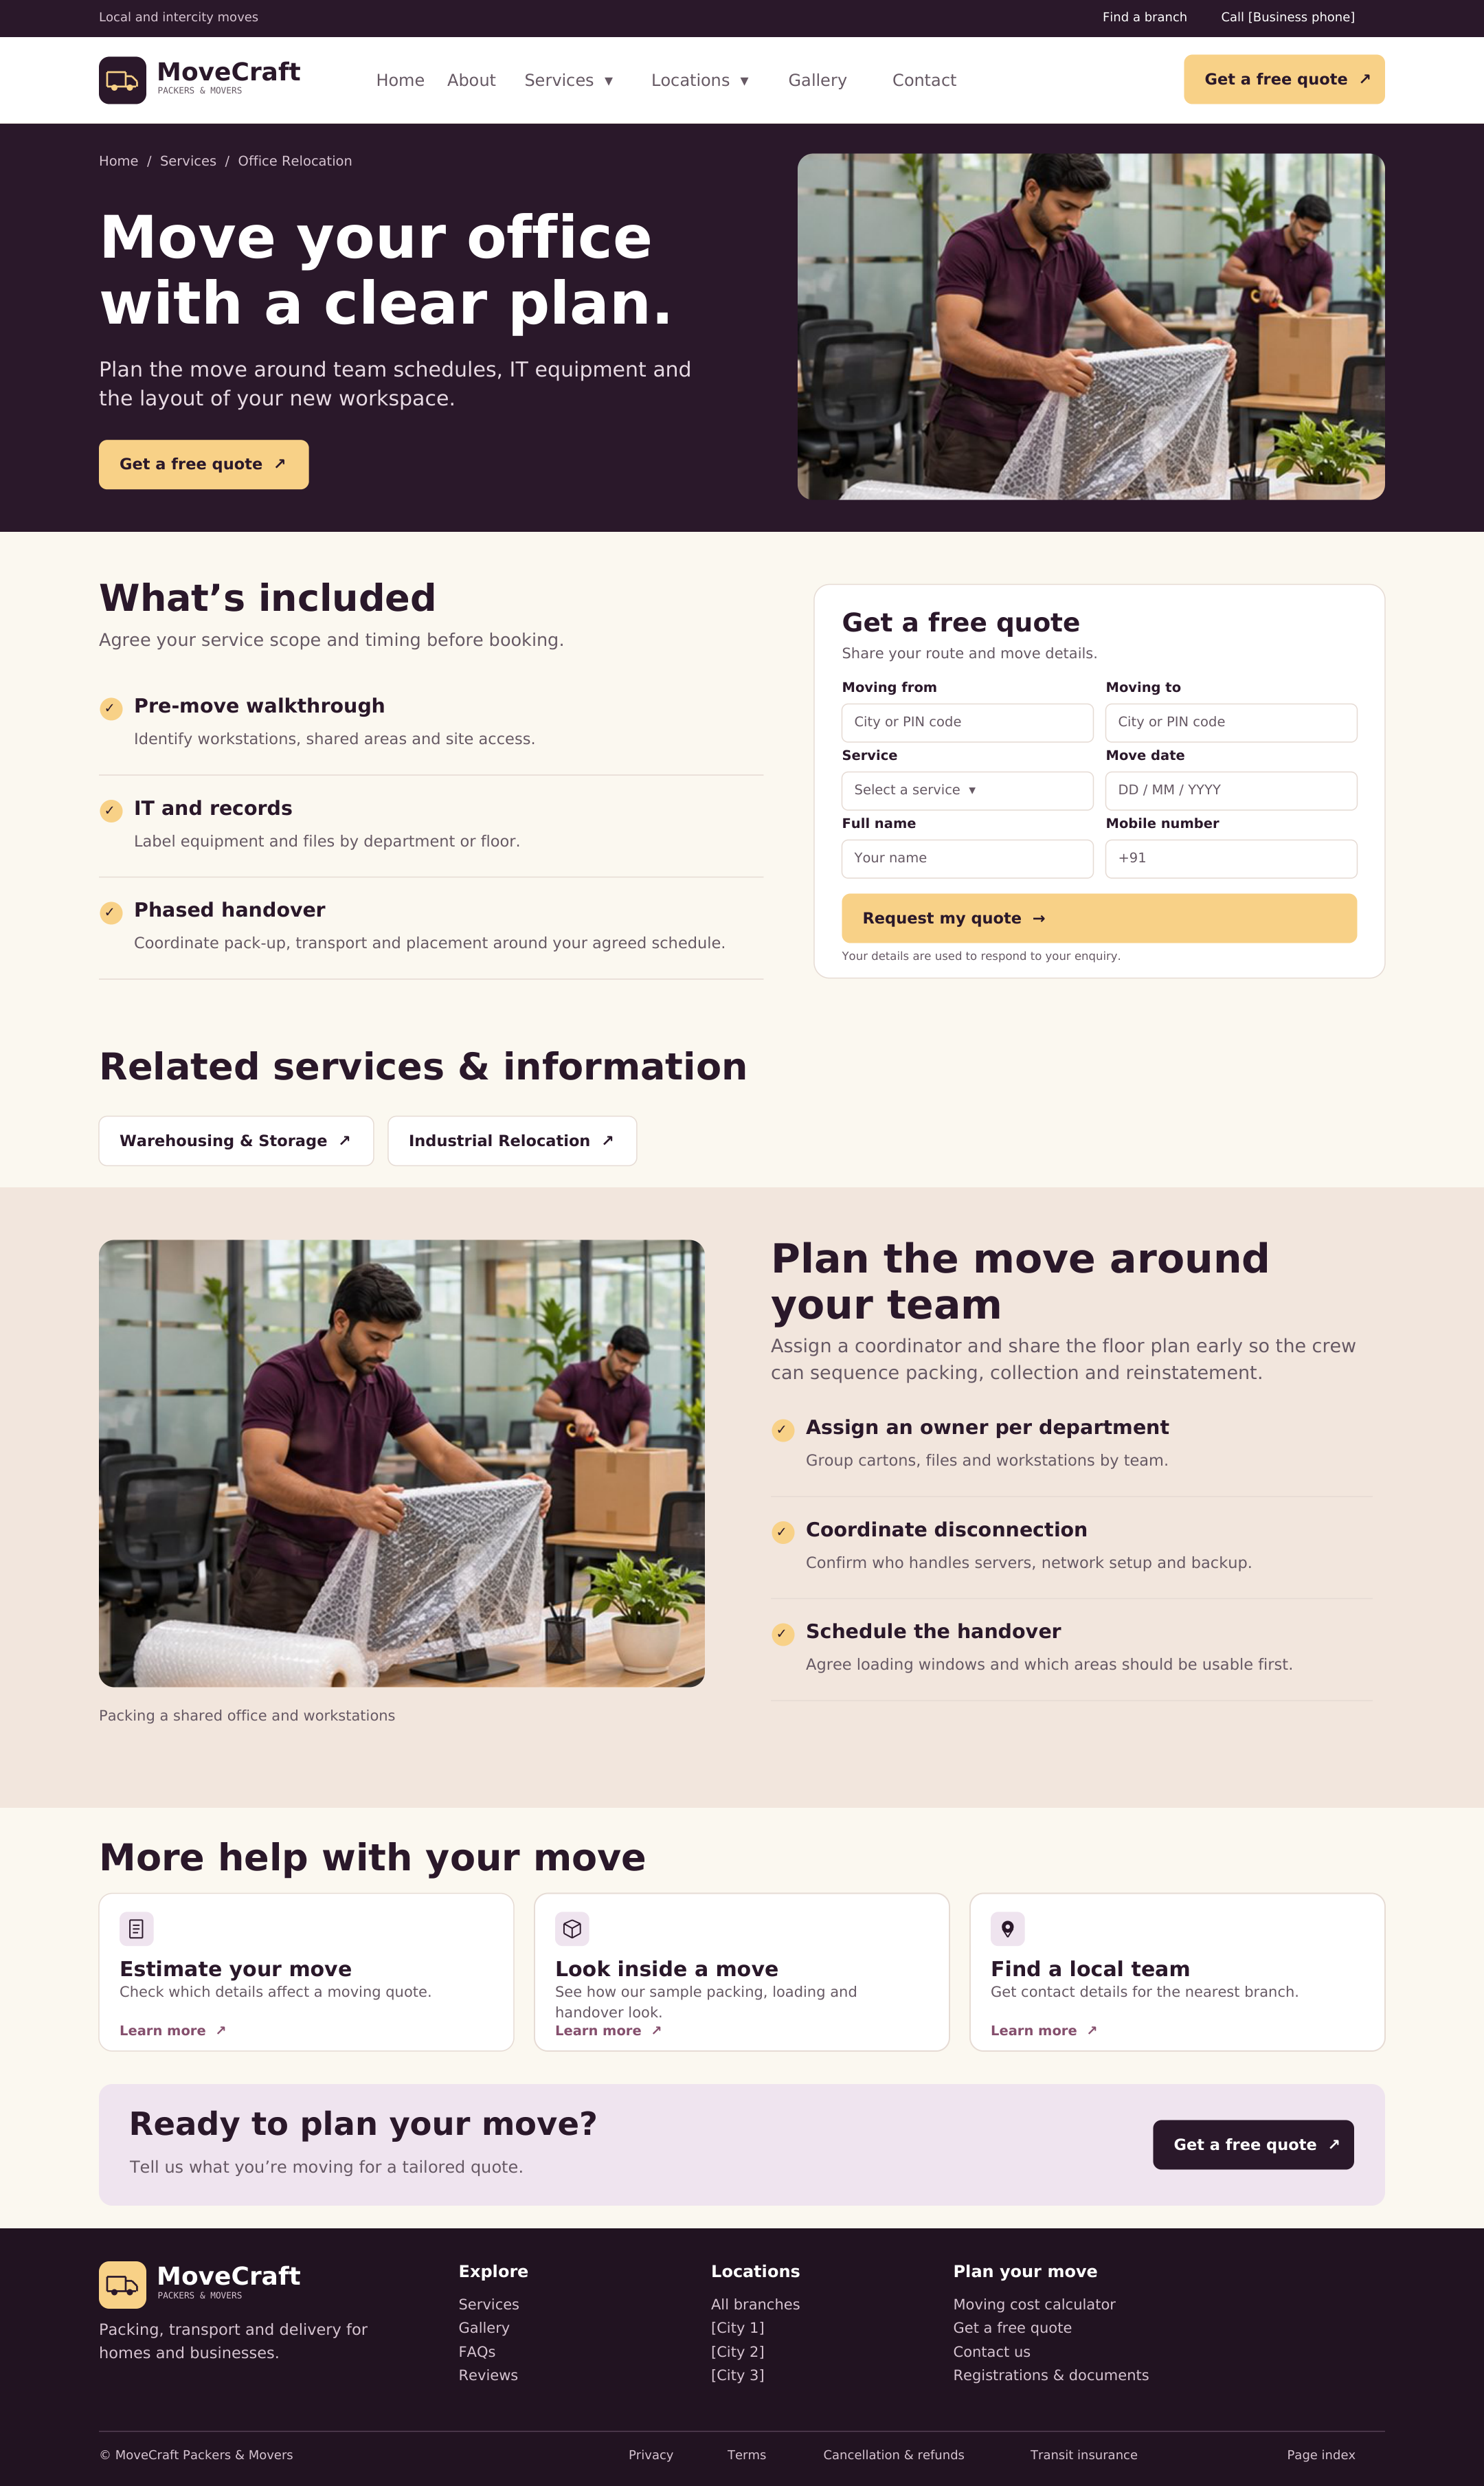 Local and intercity moves
Find a branch
Call [Business phone]
MoveCraft
PACKERS & MOVERS
Home
About
Services ▾
Locations ▾
Gallery
Contact
Get a free quote ↗
Home / Services / Office Relocation
Move your office
with a clear plan.
Plan the move around team schedules, IT equipment and
the layout of your new workspace.
Get a free quote ↗
What’s included
Agree your service scope and timing before booking.
✓ Pre-move walkthrough
Identify workstations, shared areas and site access.
✓ IT and records
Label equipment and files by department or floor.
✓ Phased handover
Coordinate pack-up, transport and placement around your agreed schedule.
Get a free quote
Share your route and move details.
Moving from
Moving to
City or PIN code
City or PIN code
Service
Move date
Select a service ▾
DD / MM / YYYY
Full name
Mobile number
Your name
+91
Request my quote →
Your details are used to respond to your enquiry.
Related services & information
Warehousing & Storage ↗
Industrial Relocation ↗
Packing a shared office and workstations
Plan the move around
your team
Assign a coordinator and share the floor plan early so the crew
can sequence packing, collection and reinstatement.
✓ Assign an owner per department
Group cartons, files and workstations by team.
✓ Coordinate disconnection
Confirm who handles servers, network setup and backup.
✓ Schedule the handover
Agree loading windows and which areas should be usable first.
More help with your move
Estimate your move
Check which details affect a moving quote.
Learn more ↗
Look inside a move
See how our sample packing, loading and
handover look.
Learn more ↗
Find a local team
Get contact details for the nearest branch.
Learn more ↗
Ready to plan your move?
Tell us what you’re moving for a tailored quote.
Get a free quote ↗
MoveCraft
PACKERS & MOVERS
Packing, transport and delivery for
homes and businesses.
Explore
Services
Gallery
FAQs
Reviews
Locations
All branches
[City 1]
[City 2]
[City 3]
Plan your move
Moving cost calculator
Get a free quote
Contact us
Registrations & documents
© MoveCraft Packers & Movers
Privacy
Terms
Cancellation & refunds
Transit insurance
Page index